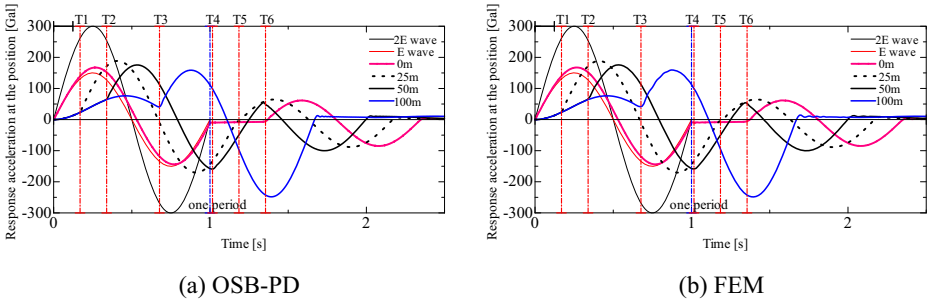 T1 T2 T3 T4 T5 T6
300
200
100
0
-100
-200
-300
Response acceleration at the position [Gal]
2E wave
E wave
0m
25m
50m
100m
one period
0 1 2
Time [s]
(a) OSB-PD
T1 T2 T3 T4 T5 T6
300
200
100
0
-100
-200
-300
Response acceleration at the position [Gal]
2E wave
E wave
0m
25m
50m
100m
one period
0 1 2
Time [s]
(b) FEM